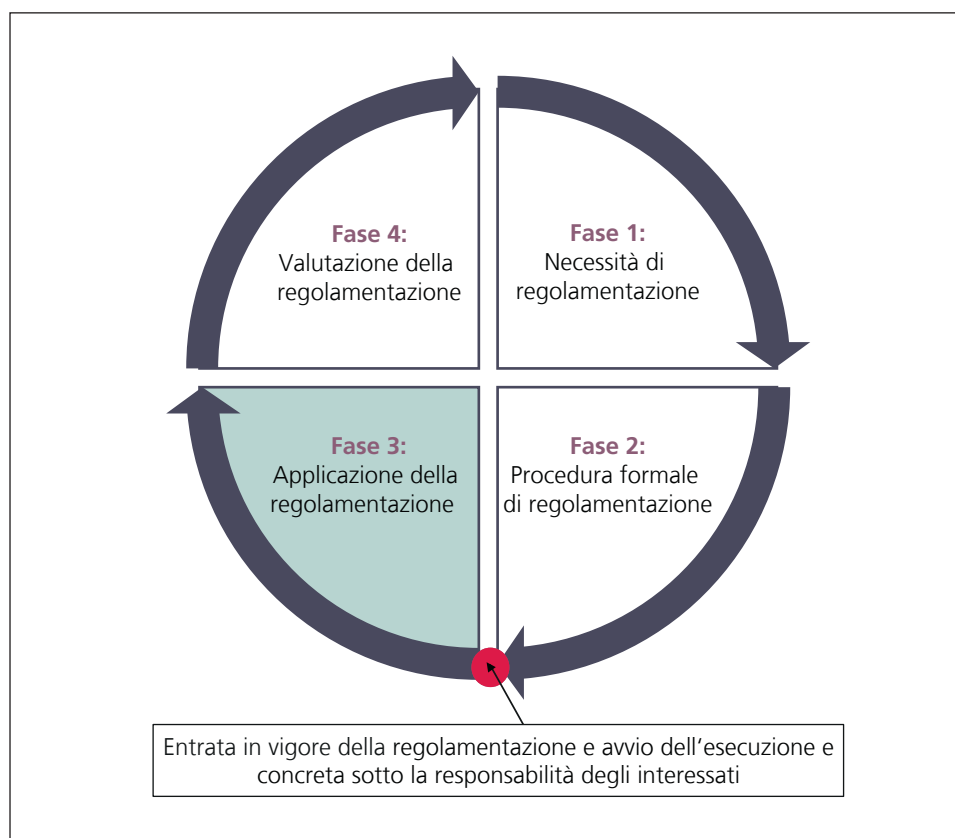 Fase 4:
Valutazione della
regolamentazione
Fase 1:
Necessità di
regolamentazione
Fase 3:
Applicazione della
regolamentazione
Fase 2:
Procedura formale
di regolamentazione
Entrata in vigore della regolamentazione e avvio dell‘esecuzione e
concreta sotto la responsabilità degli interessati